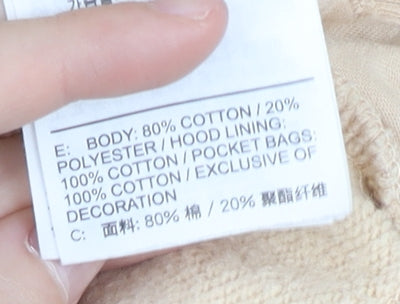 E: BODY: 80% COTTON / 20%
POLYESTER / HOOD LINING:
100% COTTON / POCKET BAGS:
100% COTTON / EXCLUSIVE OF
DECORATION
C: 面料: 80% 棉 / 20% 聚酯纤维